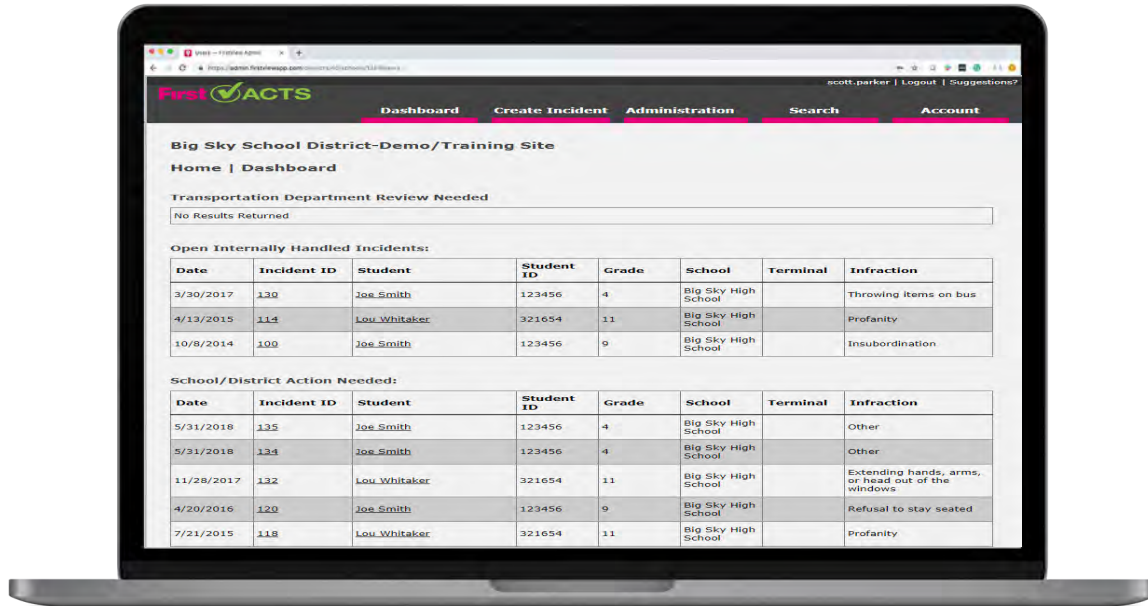 Users — FirstView Admin
https://admin.firstviewapp.com
scott.parker | Logout | Suggestions?
First ACTS
Dashboard Create Incident Administration Search Account
Big Sky School District-Demo/Training Site
Home | Dashboard
Transportation Department Review Needed
No Results Returned
Open Internally Handled Incidents:
Date Incident ID Student Student ID Grade School Terminal Infraction
3/30/2017 130 Joe Smith 123456 4 Big Sky High School Throwing items on bus
4/13/2015 114 Lou Whitaker 321654 11 Big Sky High School Profanity
10/8/2014 100 Joe Smith 123456 9 Big Sky High School Insubordination
School/District Action Needed:
Date Incident ID Student Student ID Grade School Terminal Infraction
5/31/2018 135 Joe Smith 123456 4 Big Sky High School Other
5/31/2018 134 Joe Smith 123456 4 Big Sky High School Other
11/28/2017 132 Lou Whitaker 321654 11 Big Sky High School Extending hands, arms, or head out of the windows
4/20/2016 120 Joe Smith 123456 9 Big Sky High School Refusal to stay seated
7/21/2015 118 Lou Whitaker 321654 11 Big Sky High School Profanity